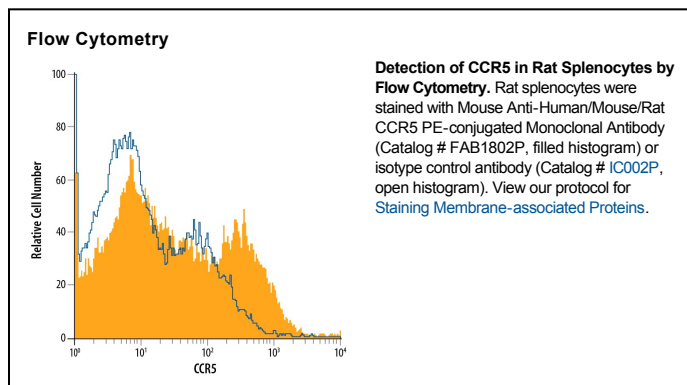 Flow Cytometry
100
80
60
40
20
0
Relative Cell Number
10⁰ 10¹ 10² 10³ 10⁴
CCR5
Detection of CCR5 in Rat Splenocytes by
Flow Cytometry. Rat splenocytes were
stained with Mouse Anti-Human/Mouse/Rat
CCR5 PE-conjugated Monoclonal Antibody
(Catalog # FAB1802P, filled histogram) or
isotype control antibody (Catalog # IC002P,
open histogram). View our protocol for
Staining Membrane-associated Proteins.